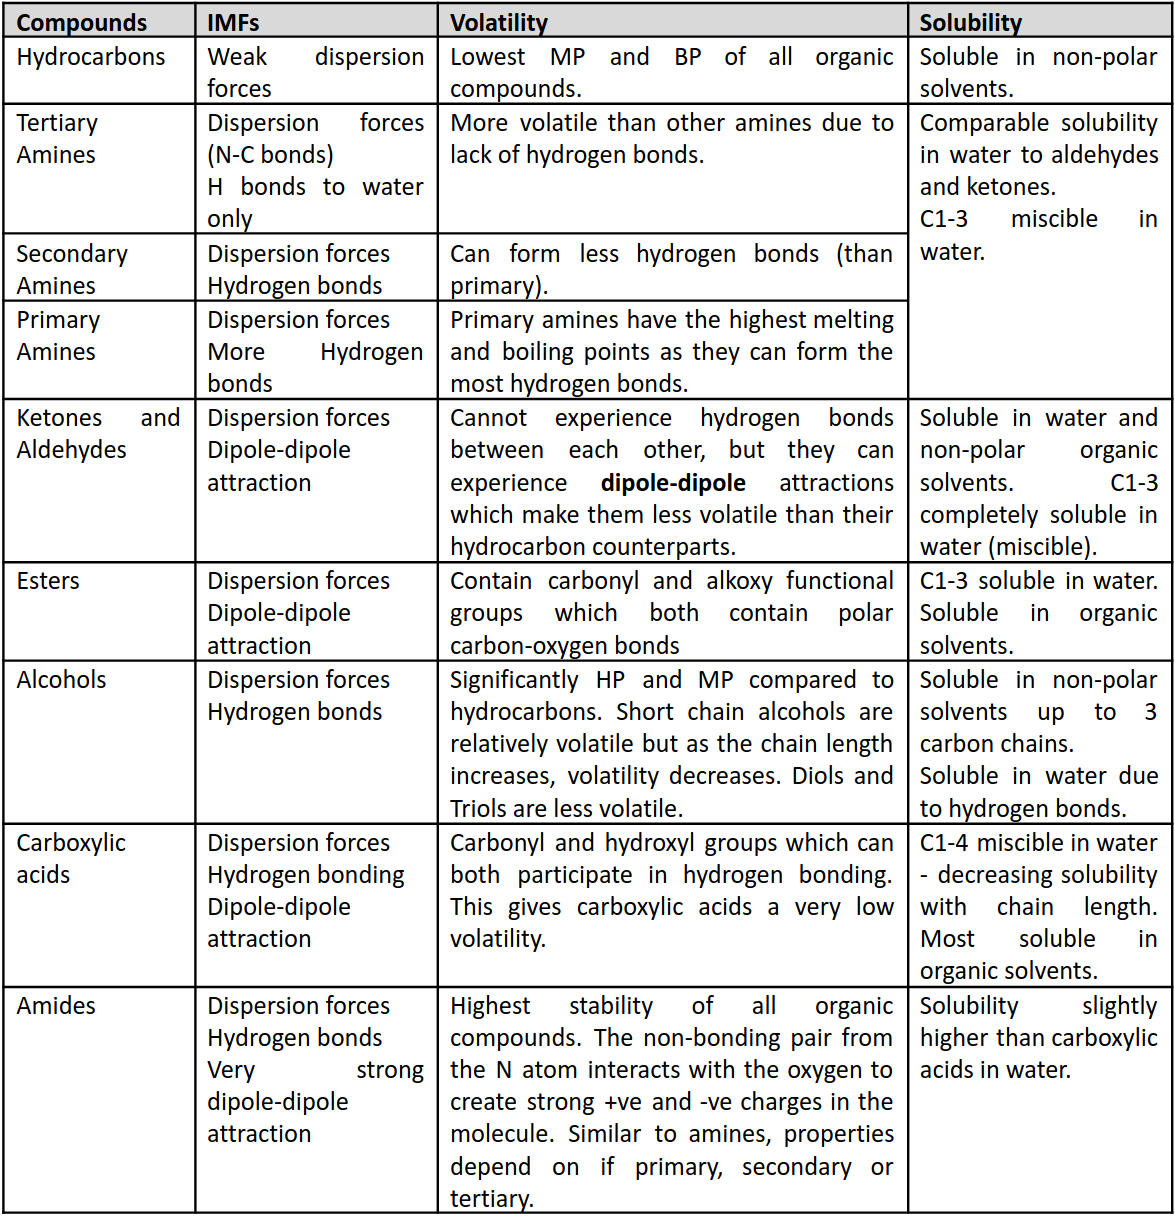 Compounds IMFs Volatility Solubility
Hydrocarbons
Weak dispersion
forces
Lowest MP and BP of all organic
compounds.
Soluble in non-polar
solvents.
Tertiary
Amines
Dispersion forces
(N-C bonds)
H bonds to water
only
More volatile than other amines due to
lack of hydrogen bonds.
Comparable solubility
in water to aldehydes
and ketones.
C1-3 miscible in
water.
Secondary
Amines
Dispersion forces
Hydrogen bonds
Can form less hydrogen bonds (than
primary).
Primary
Amines
Dispersion forces
More Hydrogen
bonds
Primary amines have the highest melting
and boiling points as they can form the
most hydrogen bonds.
Ketones and
Aldehydes
Dispersion forces
Dipole-dipole
attraction
Cannot experience hydrogen bonds
between each other, but they can
experience dipole-dipole attractions
which make them less volatile than their
hydrocarbon counterparts.
Soluble in water and
non-polar organic
solvents. C1-3
completely soluble in
water (miscible).
Esters
Dispersion forces
Dipole-dipole
attraction
Contain carbonyl and alkoxy functional
groups which both contain polar
carbon-oxygen bonds
C1-3 soluble in water.
Soluble in organic
solvents.
Alcohols
Dispersion forces
Hydrogen bonds
Significantly HP and MP compared to
hydrocarbons. Short chain alcohols are
relatively volatile but as the chain length
increases, volatility decreases. Diols and
Triols are less volatile.
Soluble in non-polar
solvents up to 3
carbon chains.
Soluble in water due
to hydrogen bonds.
Carboxylic
acids
Dispersion forces
Hydrogen bonding
Dipole-dipole
attraction
Carbonyl and hydroxyl groups which can
both participate in hydrogen bonding.
This gives carboxylic acids a very low
volatility.
C1-4 miscible in water
- decreasing solubility
with chain length.
Most soluble in
organic solvents.
Amides
Dispersion forces
Hydrogen bonds
Very strong
dipole-dipole
attraction
Highest stability of all organic
compounds. The non-bonding pair from
the N atom interacts with the oxygen to
create strong +ve and -ve charges in the
molecule. Similar to amines, properties
depend on if primary, secondary or
tertiary.
Solubility slightly
higher than carboxylic
acids in water.